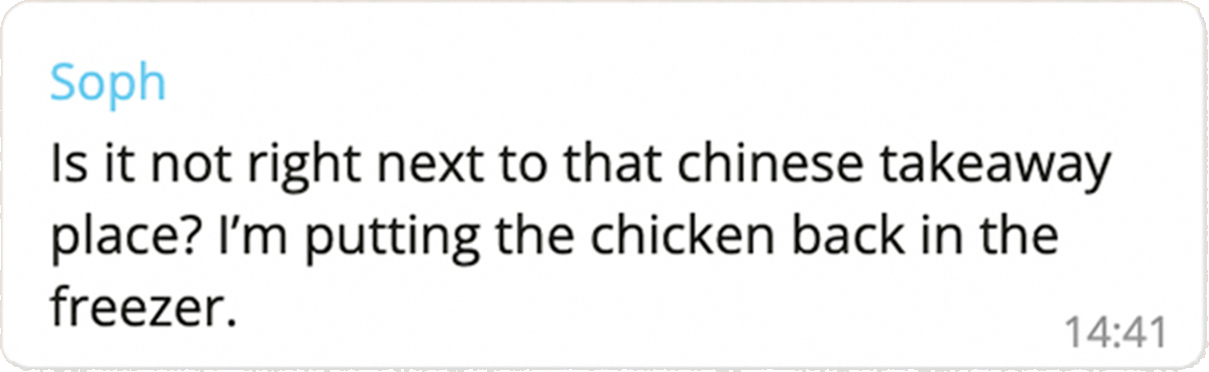 Soph
Is it not right next to that chinese takeaway
place? I’m putting the chicken back in the
freezer.
14:41